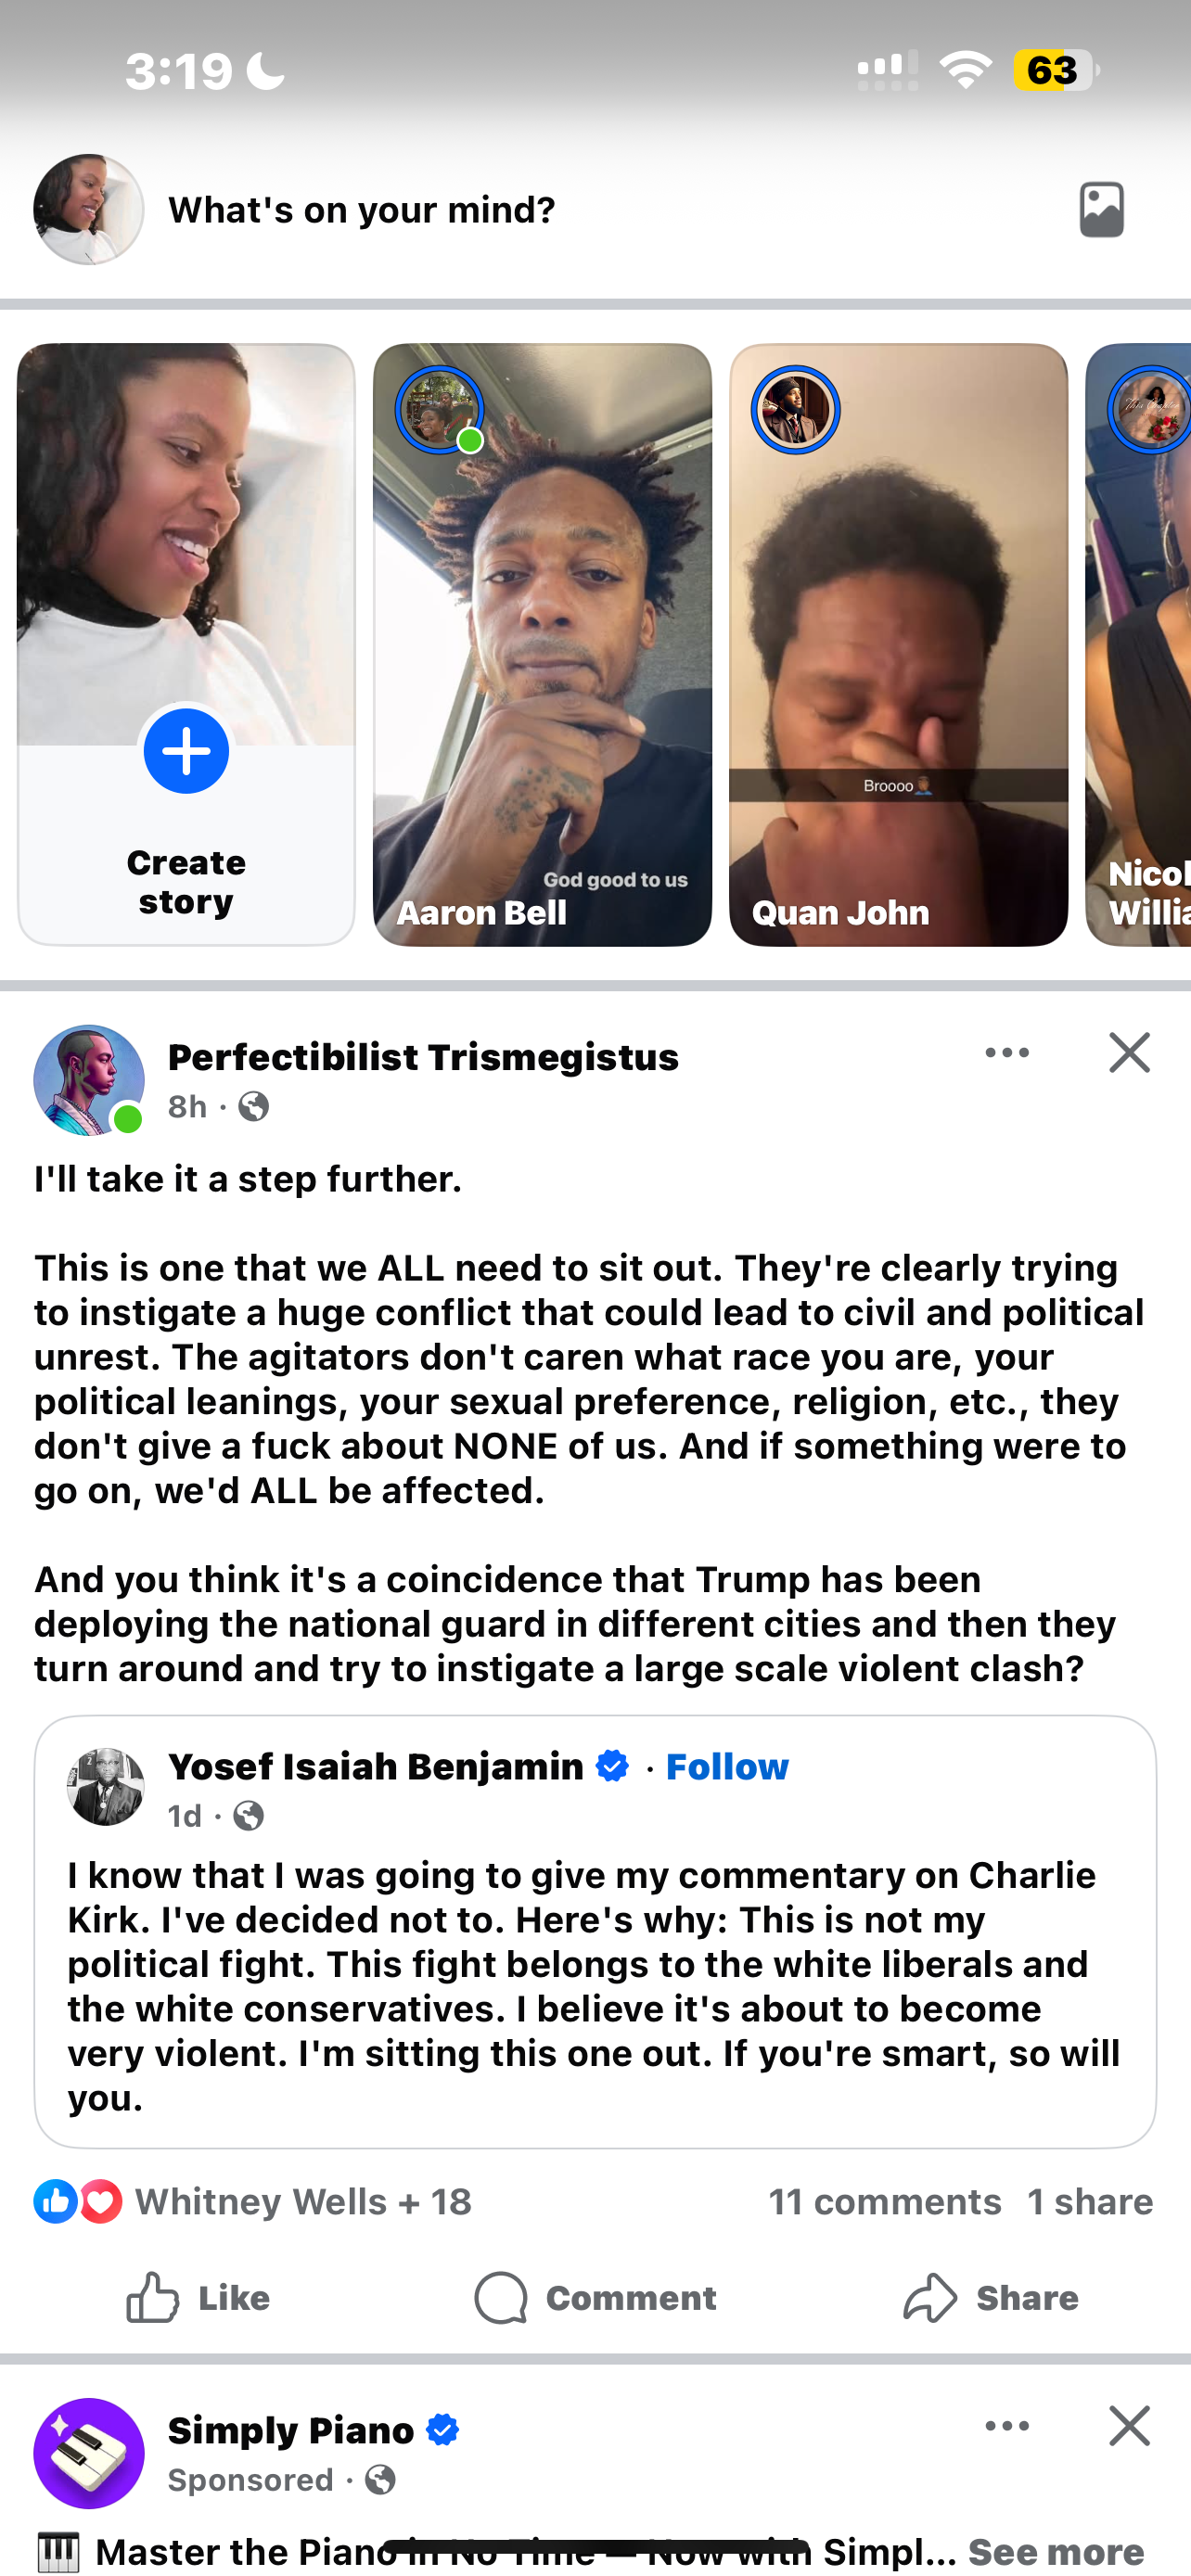 3:19
63
What's on your mind?
Create
story
God good to us
Aaron Bell
Broooo🤦🏾‍♂️
Quan John
This Chapter
Nicol
Willia
Perfectibilist Trismegistus
8h ·
I'll take it a step further.
This is one that we ALL need to sit out. They're clearly trying
to instigate a huge conflict that could lead to civil and political
unrest. The agitators don't caren what race you are, your
political leanings, your sexual preference, religion, etc., they
don't give a fuck about NONE of us. And if something were to
go on, we'd ALL be affected.
And you think it's a coincidence that Trump has been
deploying the national guard in different cities and then they
turn around and try to instigate a large scale violent clash?
Yosef Isaiah Benjamin · Follow
1d ·
I know that I was going to give my commentary on Charlie
Kirk. I've decided not to. Here's why: This is not my
political fight. This fight belongs to the white liberals and
the white conservatives. I believe it's about to become
very violent. I'm sitting this one out. If you're smart, so will
you.
Whitney Wells + 18
11 comments 1 share
Like Comment Share
Simply Piano
Sponsored ·
🎹 Master the Piano in No Time — Now with Simpl... See more